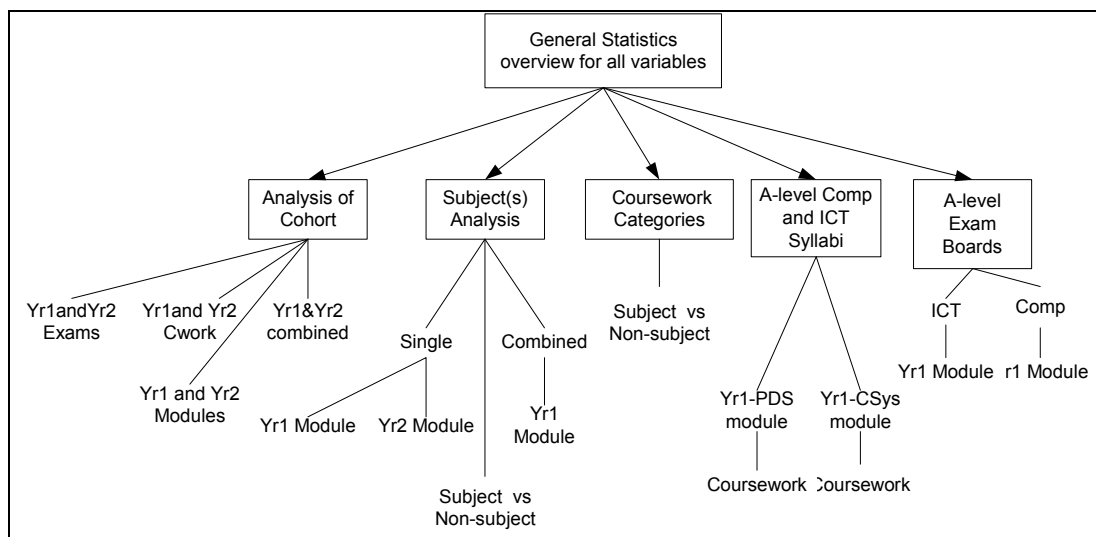 General Statistics
overview for all variables
Analysis of
Cohort
Subject(s)
Analysis
Coursework
Categories
A-level Comp
and ICT
Syllabi
A-level
Exam
Boards
Yr1andYr2
Exams
Yr1and Yr2
Cwork
Yr1&Yr2
combined
Yr1 and Yr2
Modules
Single
Combined
Yr1 Module
Yr2 Module
Yr1
Module
Subject vs
Non-subject
Subject vs
Non-subject
Yr1-PDS
module
Yr1-CSys
module
Coursework
Coursework
ICT
Comp
Yr1 Module
r1 Module